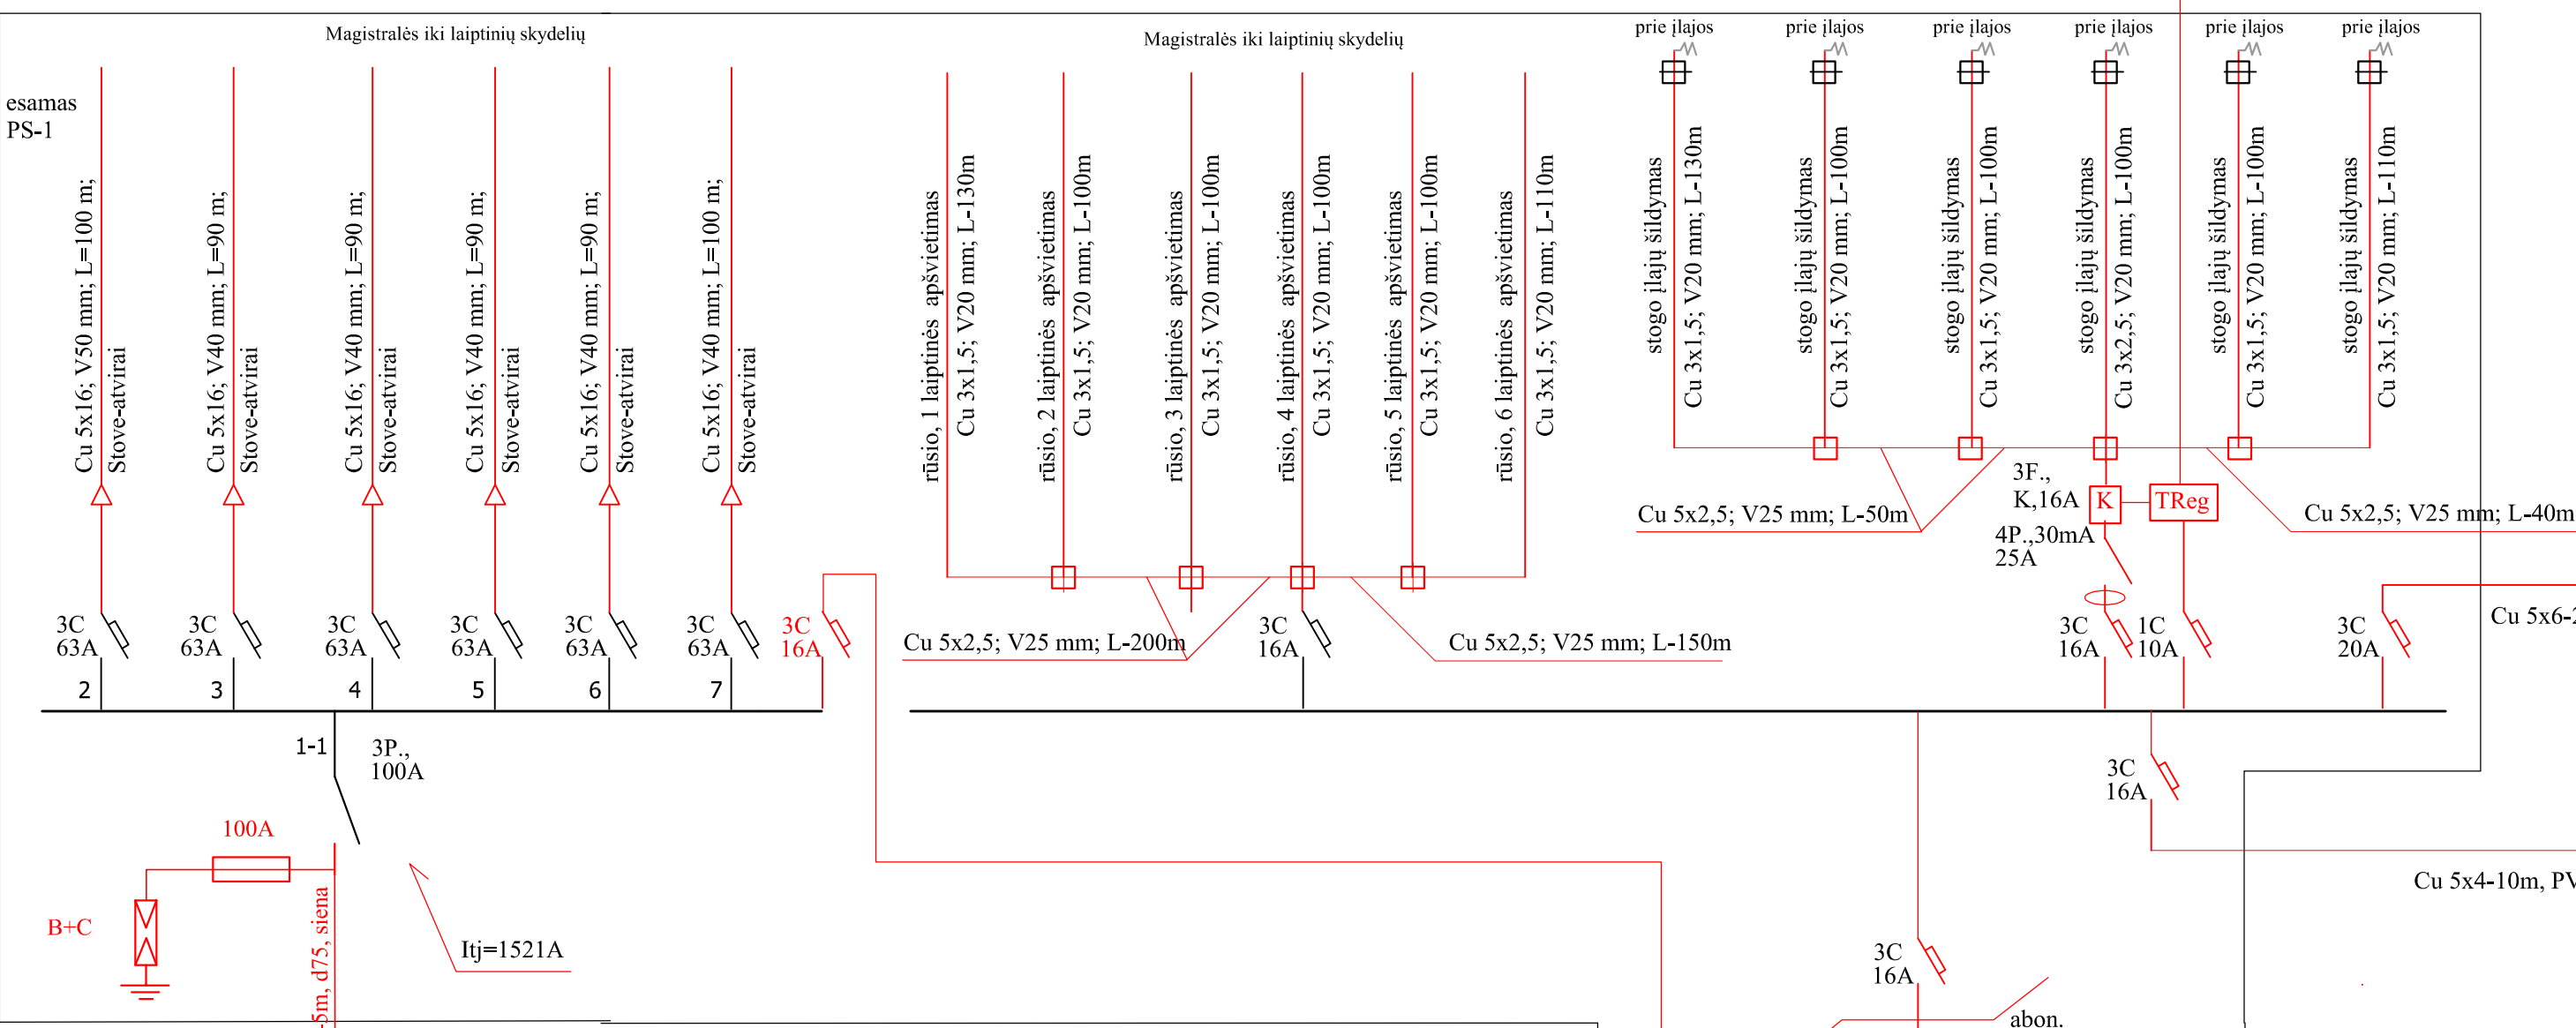 Magistralės iki laiptinių skydelių
Magistralės iki laiptinių skydelių
prie įlajos
prie įlajos
prie įlajos
prie įlajos
prie įlajos
prie įlajos
esamas
PS-1
Cu 5x16; V50 mm; L=100 m;
Stove-atvirai
Cu 5x16; V40 mm; L=90 m;
Stove-atvirai
Cu 5x16; V40 mm; L=90 m;
Stove-atvirai
Cu 5x16; V40 mm; L=90 m;
Stove-atvirai
Cu 5x16; V40 mm; L=90 m;
Stove-atvirai
Cu 5x16; V40 mm; L=100 m;
Stove-atvirai
rūsio, 1 laiptinės apšvietimas
Cu 3x1,5; V20 mm; L-130m
rūsio, 2 laiptinės apšvietimas
Cu 3x1,5; V20 mm; L-100m
rūsio, 3 laiptinės apšvietimas
Cu 3x1,5; V20 mm; L-100m
rūsio, 4 laiptinės apšvietimas
Cu 3x1,5; V20 mm; L-100m
rūsio, 5 laiptinės apšvietimas
Cu 3x1,5; V20 mm; L-100m
rūsio, 6 laiptinės apšvietimas
Cu 3x1,5; V20 mm; L-110m
stogo įlajų šildymas
Cu 3x1,5; V20 mm; L-130m
stogo įlajų šildymas
Cu 3x1,5; V20 mm; L-100m
stogo įlajų šildymas
Cu 3x1,5; V20 mm; L-100m
stogo įlajų šildymas
Cu 3x2,5; V20 mm; L-100m
stogo įlajų šildymas
Cu 3x1,5; V20 mm; L-100m
stogo įlajų šildymas
Cu 3x1,5; V20 mm; L-110m
3F.,
K,16A
K
TReg
Cu 5x2,5; V25 mm; L-50m
Cu 5x2,5; V25 mm; L-40m
4P.,30mA
25A
3C
63A
3C
63A
3C
63A
3C
63A
3C
63A
3C
63A
3C
16A
Cu 5x2,5; V25 mm; L-200m
3C
16A
Cu 5x2,5; V25 mm; L-150m
3C
16A
1C
10A
3C
20A
Cu 5x6-2
2
3
4
5
6
7
1-1
3P.,
100A
3C
16A
100A
Cu 5x4-10m, PV
B+C
Itj=1521A
5m, d75, siena
3C
16A
abon.